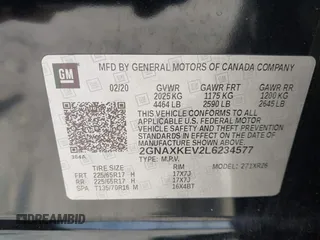 GM
MFD BY GENERAL MOTORS OF CANADA COMPANY
02/20 GVWR GAWR FRT GAWR RR
2025 KG 1175 KG 1200 KG
4464 LB 2590 LB 2645 LB
THIS VEHICLE CONFORMS TO ALL
APPLICABLE U.S. FEDERAL MOTOR
VEHICLE SAFETY, BUMPER, AND THEFT
PREVENTION STANDARDS IN EFFECT ON
THE DATE OF MANUFACTURE SHOWN ABOVE.
2GNAXKEV2L6234577
TYPE: M.P.V. MODEL:
TIRE SIZE RIM
FRT 225/65R17 H 17X7J
RR 225/65R17 H 17X7J
SPA T135/70R16 M 16X4BT
DREAMBID